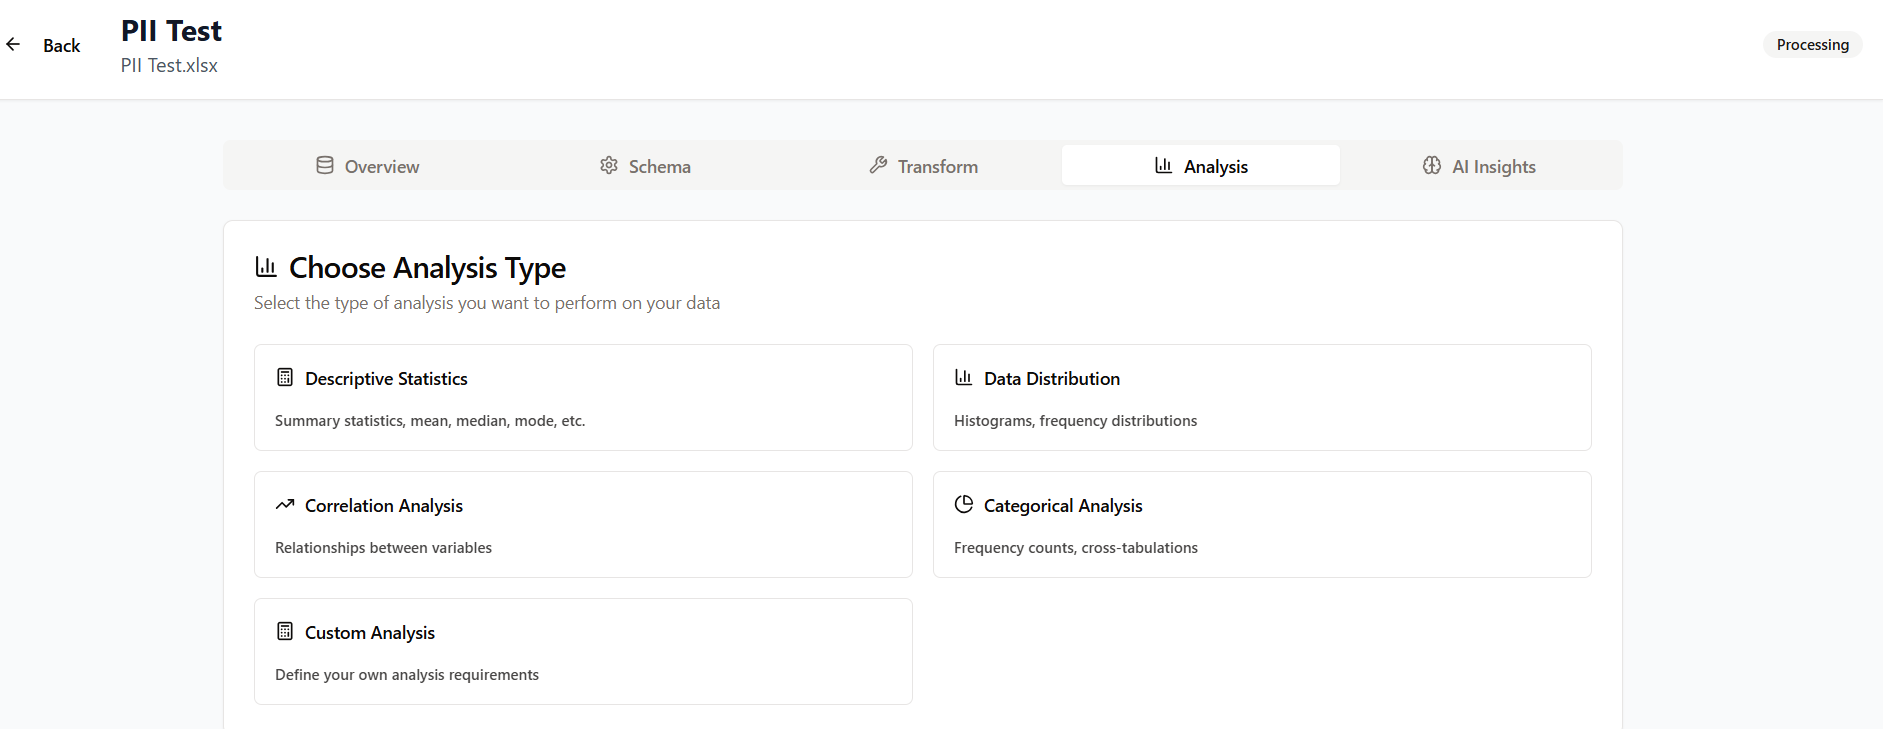 Back
PII Test
PII Test.xlsx
Processing
Overview
Schema
Transform
Analysis
AI Insights
Choose Analysis Type
Select the type of analysis you want to perform on your data
Descriptive Statistics
Summary statistics, mean, median, mode, etc.
Data Distribution
Histograms, frequency distributions
Correlation Analysis
Relationships between variables
Categorical Analysis
Frequency counts, cross-tabulations
Custom Analysis
Define your own analysis requirements